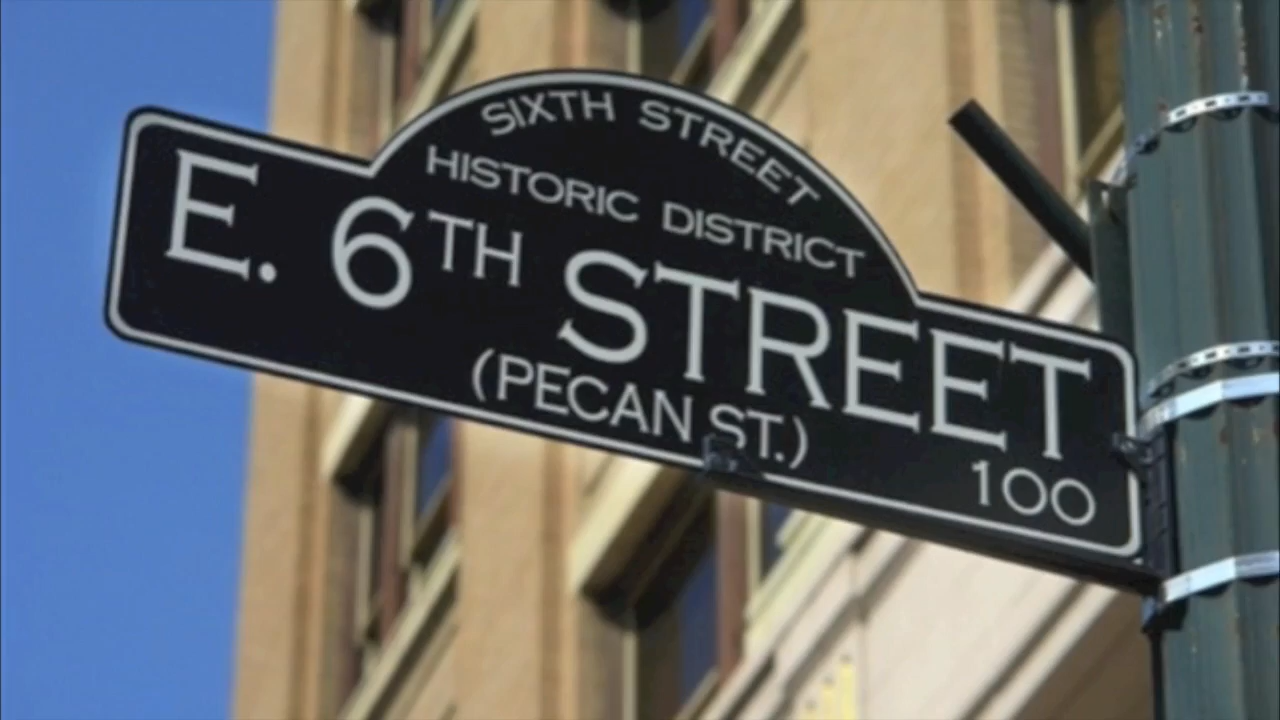 SIXTH STREET
HISTORIC DISTRICT
E. 6TH STREET
(PECAN ST.)
100